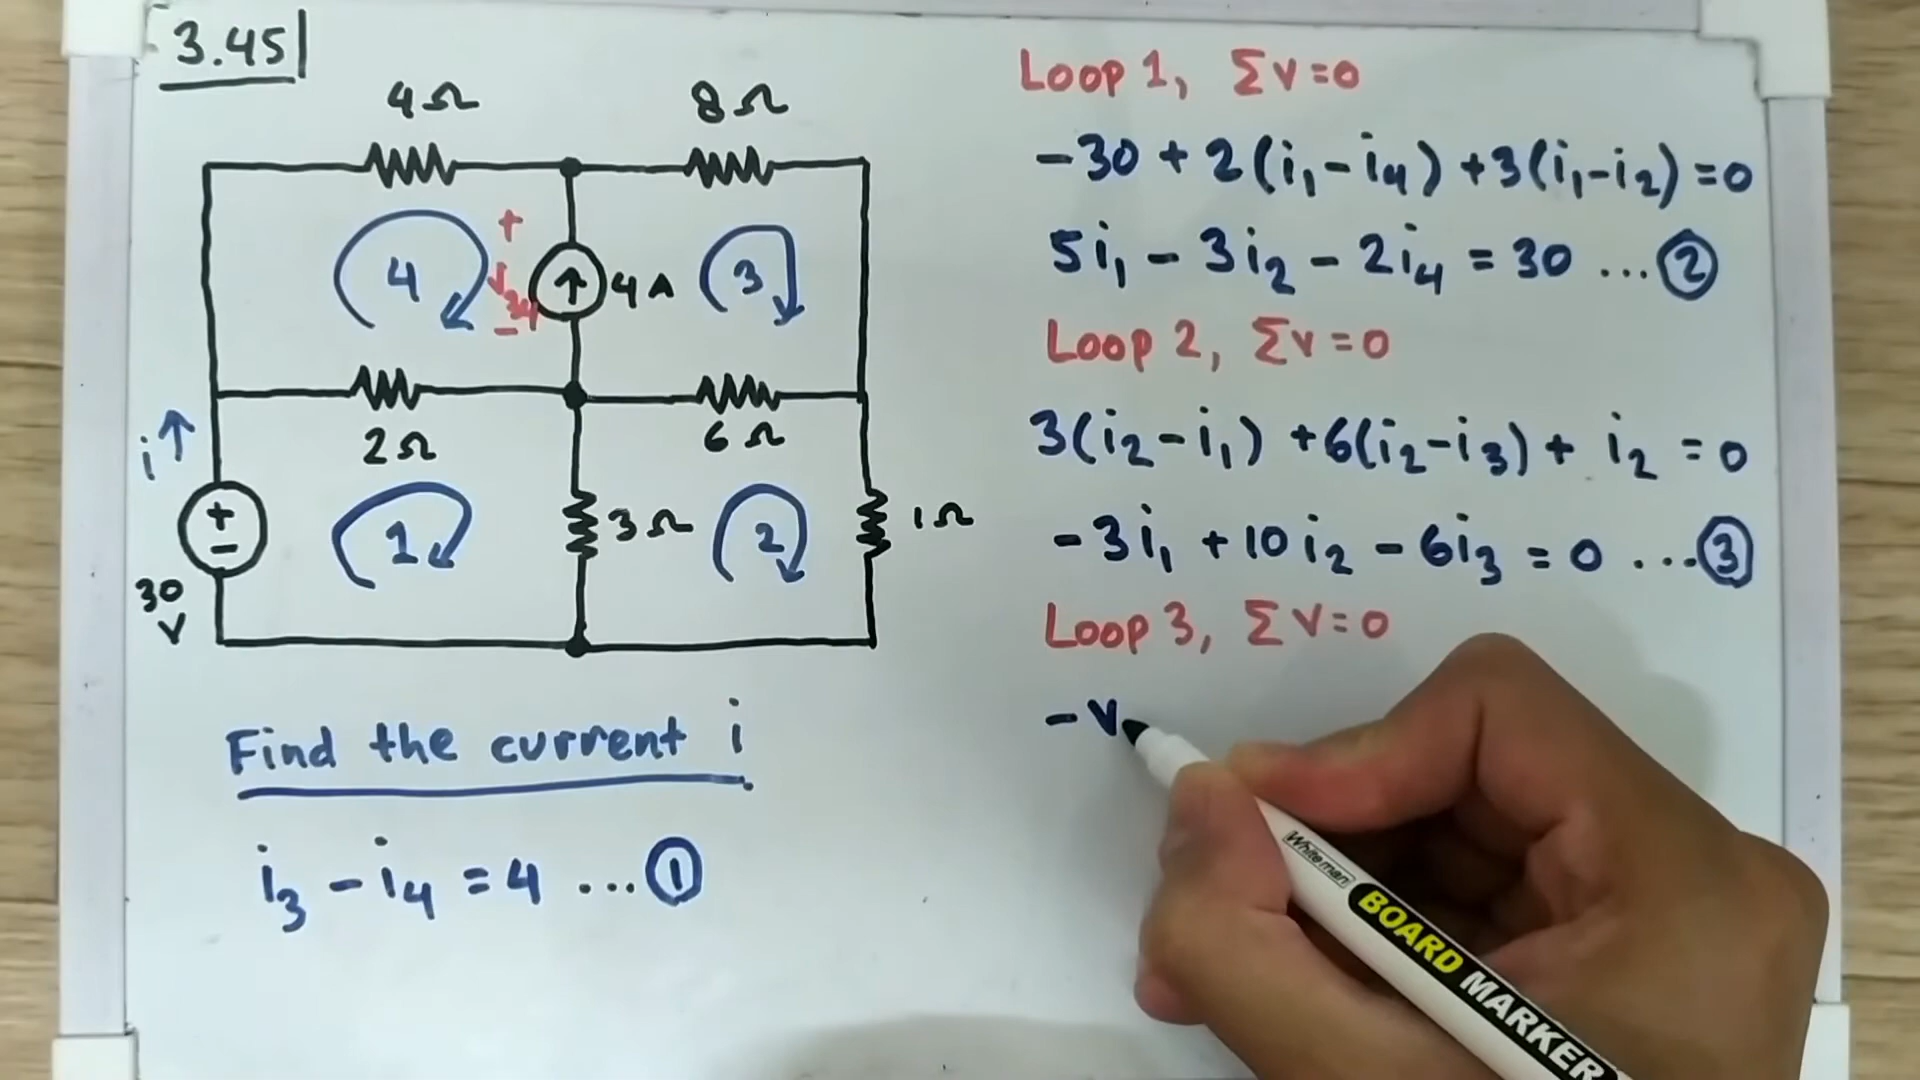 3.45
4Ω
8Ω
4
+
V34
-
4A
3
i
2Ω
6Ω
+
-
30
V
1
3Ω
2
1Ω
Find the current i
i3 - i4 = 4 ... ①
Loop 1, Σv=0
-30 + 2(i1 - i4) + 3(i1 - i2) = 0
5i1 - 3i2 - 2i4 = 30 ... ②
Loop 2, Σv=0
3(i2 - i1) + 6(i2 - i3) + i2 = 0
-3i1 + 10i2 - 6i3 = 0 ... ③
Loop 3, Σv=0
-v
Whiteman
BOARD MARKER